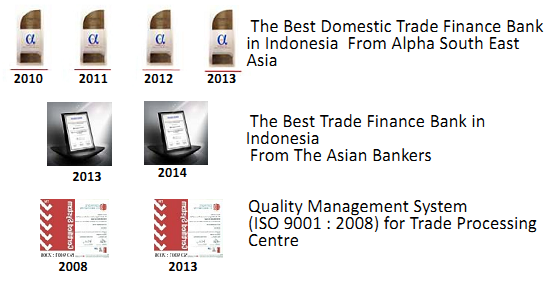 The Best Domestic Trade Finance Bank
in Indonesia From Alpha South East
Asia
2010 2011 2012 2013
The Best Trade Finance Bank in
Indonesia
From The Asian Bankers
2013 2014
Quality Management System
(ISO 9001 : 2008) for Trade Processing
Centre
2008 2013